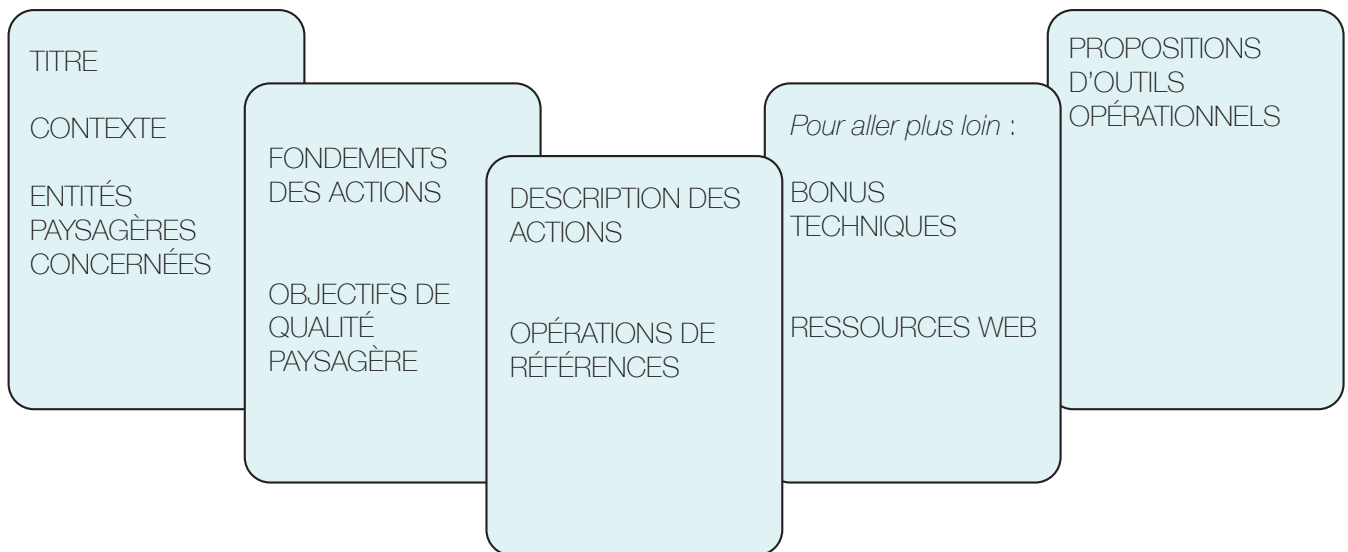 TITRE
CONTEXTE
ENTITÉS
PAYSAGÈRES
CONCERNÉES
FONDEMENTS
DES ACTIONS
OBJECTIFS DE
QUALITÉ
PAYSAGÈRE
DESCRIPTION DES
ACTIONS
OPÉRATIONS DE
RÉFÉRENCES
Pour aller plus loin :
BONUS
TECHNIQUES
RESSOURCES WEB
PROPOSITIONS
D'OUTILS
OPÉRATIONNELS